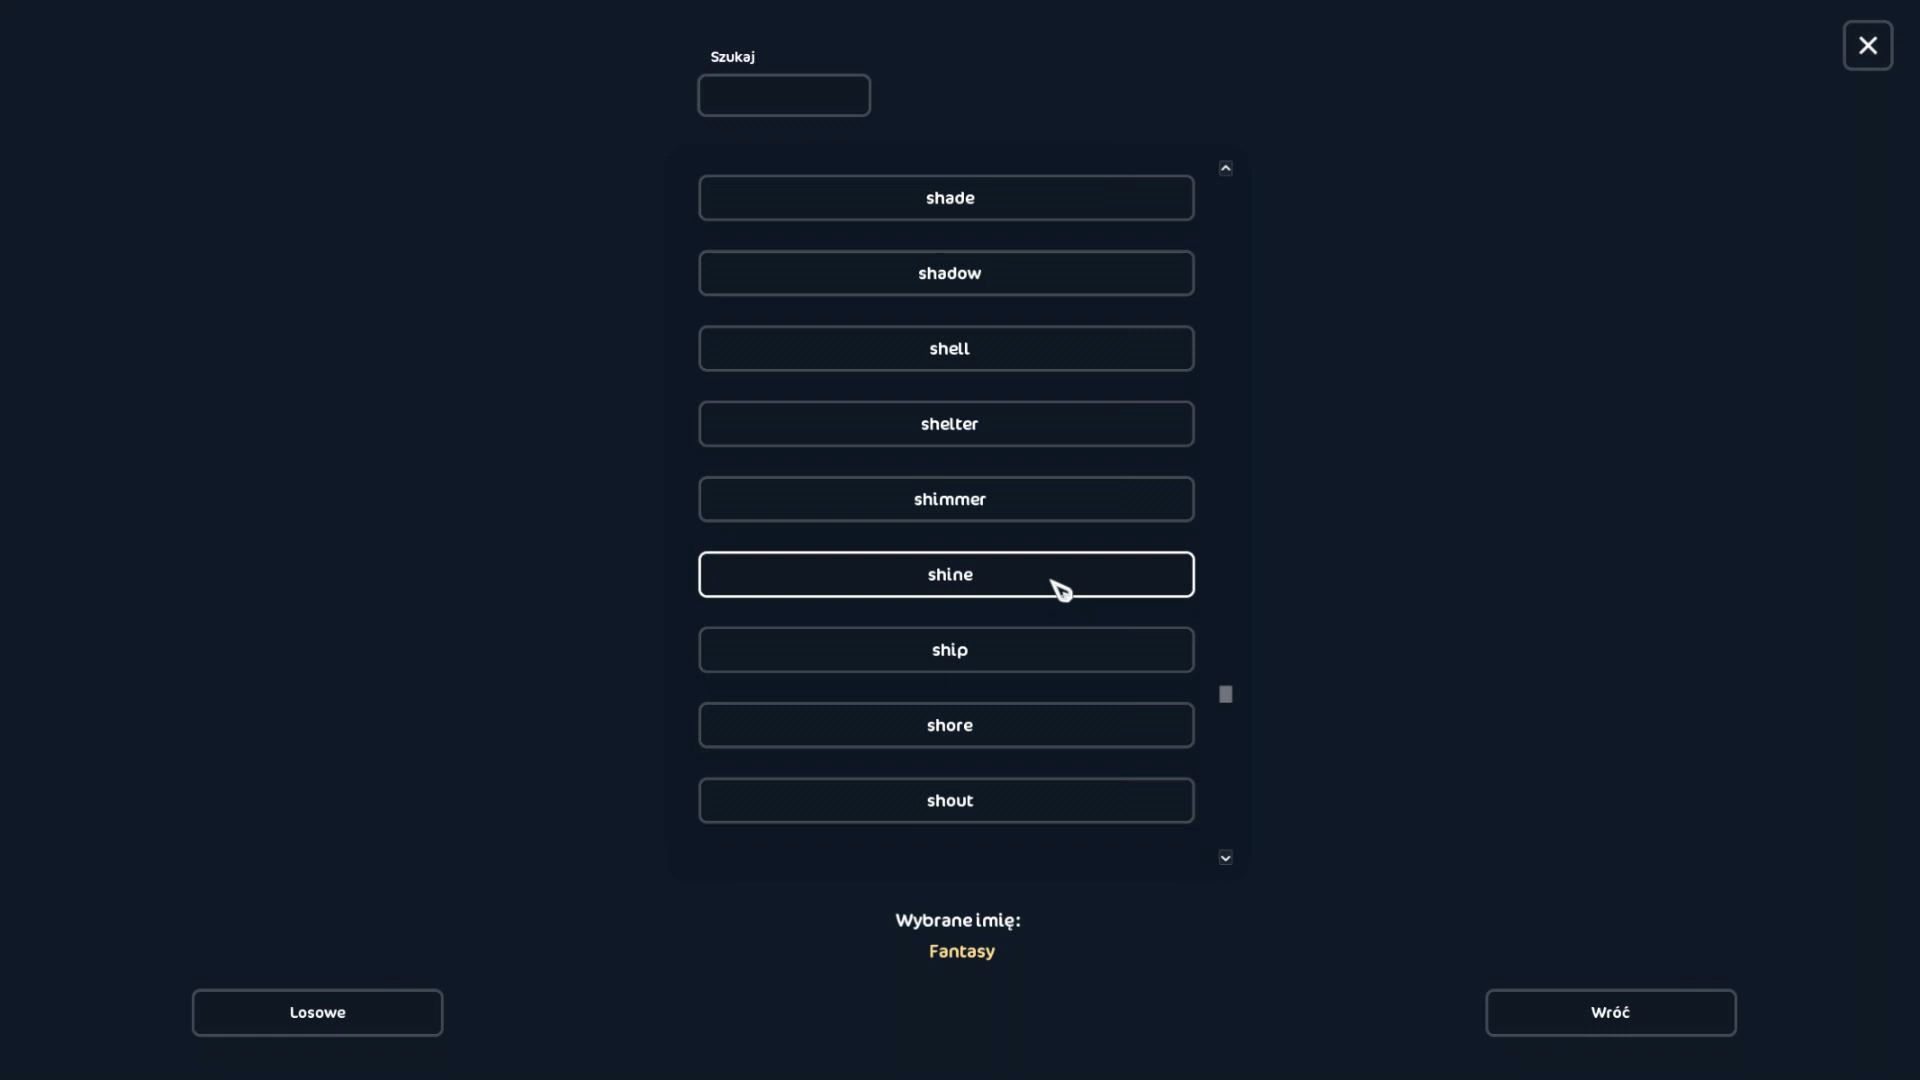 Szukaj
shade
shadow
shell
shelter
shimmer
shine
ship
shore
shout
Wybrane imię:
Fantasy
Losowe
Wróć